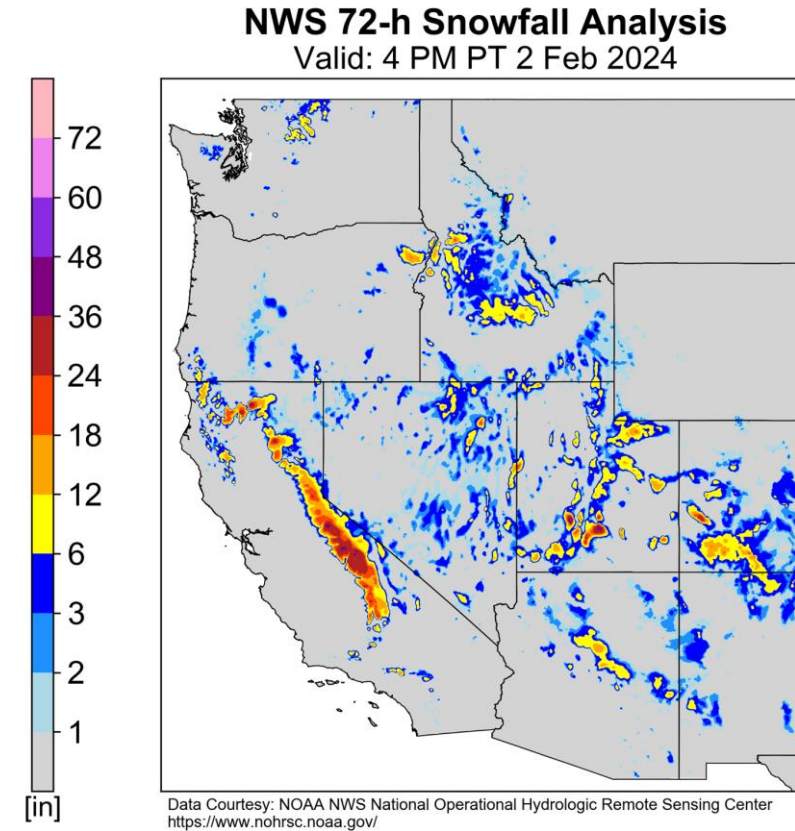 NWS 72-h Snowfall Analysis
Valid: 4 PM PT 2 Feb 2024
72
60
48
36
24
18
12
6
3
2
1
[in]
Data Courtesy: NOAA NWS National Operational Hydrologic Remote Sensing Center
https://www.nohrsc.noaa.gov/